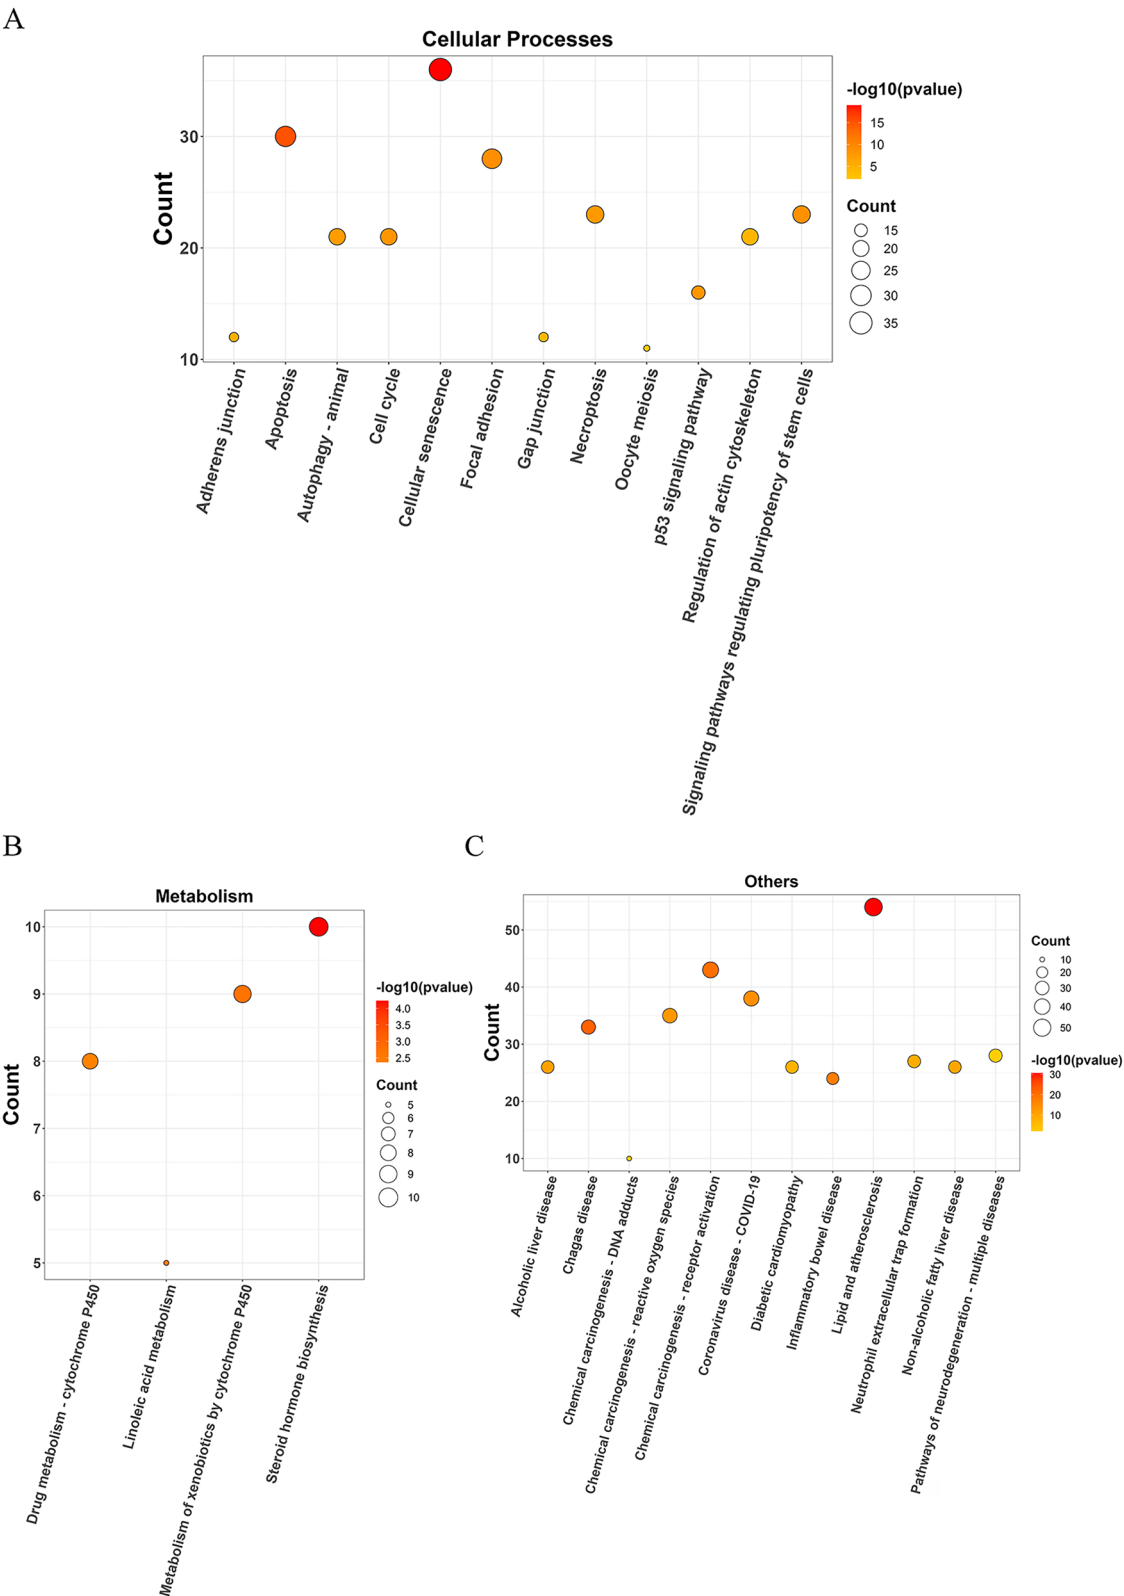 A
Cellular Processes
Count
30
20
10
Adherens junction
Apoptosis
Autophagy - animal
Cell cycle
Cellular senescence
Focal adhesion
Gap junction
Necroptosis
Oocyte meiosis
p53 signaling pathway
Regulation of actin cytoskeleton
Signaling pathways regulating pluripotency of stem cells
-log10(pvalue)
15
10
5
Count
15
20
25
30
35
B
Metabolism
Count
10
9
8
7
6
5
Drug metabolism - cytochrome P450
Linoleic acid metabolism
Metabolism of xenobiotics by cytochrome P450
Steroid hormone biosynthesis
-log10(pvalue)
4.0
3.5
3.0
2.5
Count
5
6
7
8
9
10
C
Others
Count
50
40
30
20
10
Alcoholic liver disease
Chagas disease
Chemical carcinogenesis - DNA adducts
Chemical carcinogenesis - reactive oxygen species
Chemical carcinogenesis - receptor activation
Coronavirus disease - COVID-19
Diabetic cardiomyopathy
Inflammatory bowel disease
Lipid and atherosclerosis
Neutrophil extracellular trap formation
Non-alcoholic fatty liver disease
Pathways of neurodegeneration - multiple diseases
Count
10
20
30
40
50
-log10(pvalue)
30
20
10